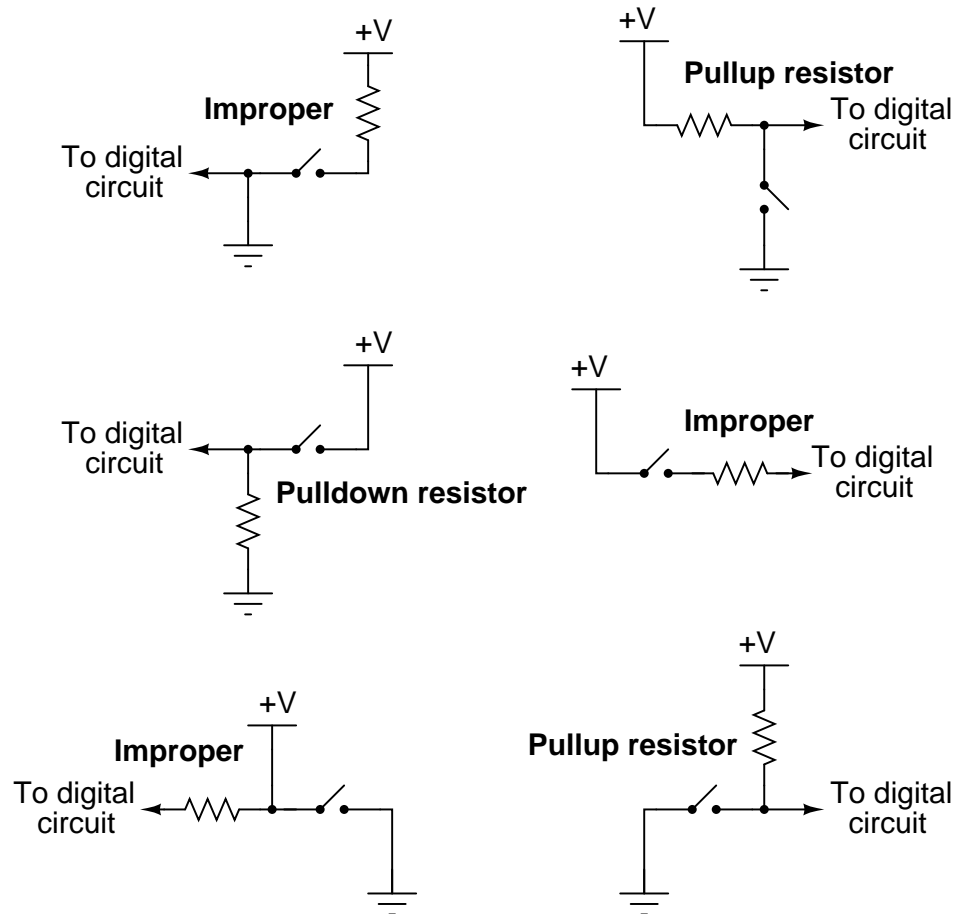 +V
Improper
To digital
circuit
+V
Pullup resistor
To digital
circuit
+V
To digital
circuit
Pulldown resistor
+V
Improper
To digital
circuit
+V
Improper
To digital
circuit
+V
Pullup resistor
To digital
circuit